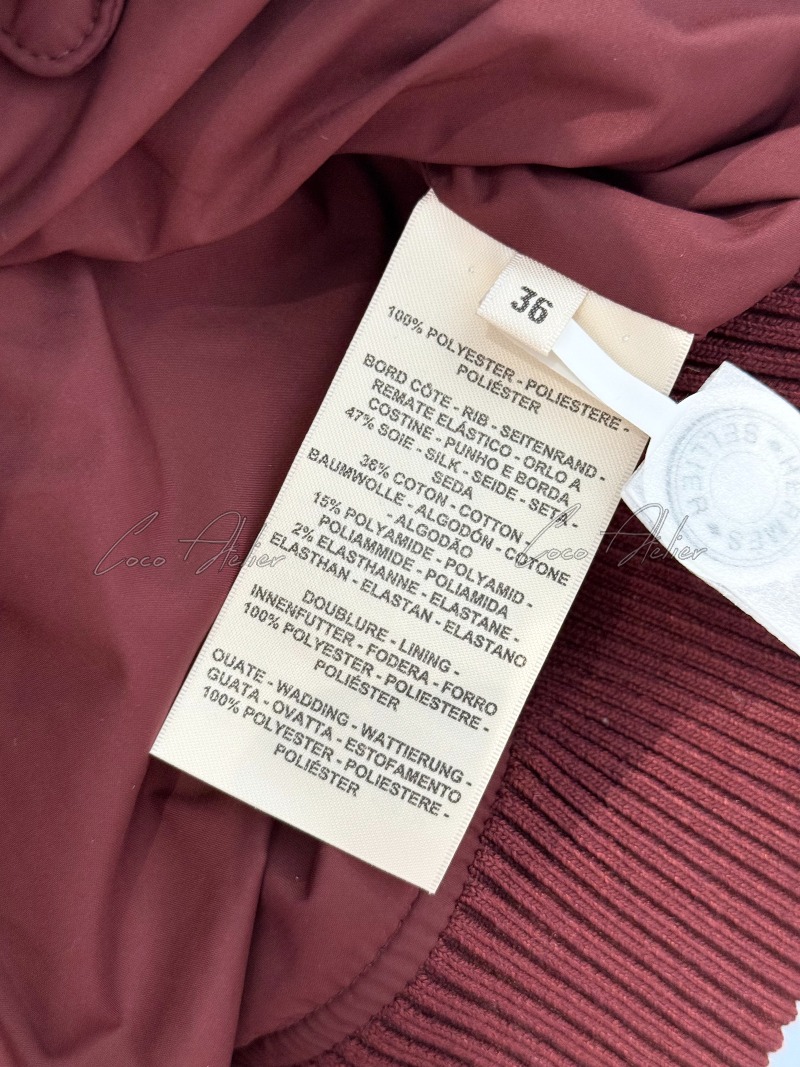 36
100% POLYESTER - POLIESTERE -
POLIÉSTER
BORD CÔTE - RIB - SEITENRAND -
REMATE ELÁSTICO - ORLO A
COSTINE - PUNHO E BORDA
47% SOIE - SILK - SEIDE - SETA -
SEDA
36% COTON - COTTON -
BAUMWOLLE - ALGODÓN - COTONE
- ALGODÃO
15% POLYAMIDE - POLYAMID -
POLIAMMIDE - POLIAMIDA
2% ELASTHANNE - ELASTANE -
ELASTHAN - ELASTAN - ELASTANO
DOUBLURE - LINING -
INNENFUTTER - FODERA - FORRO
100% POLYESTER - POLIESTERE -
POLIÉSTER
OUATE - WADDING - WATTIERUNG -
GUATA - OVATTA - ESTOFAMENTO
100% POLYESTER - POLIESTERE -
POLIÉSTER
HERMÈS SELLIER
Coco Atelier
Coco Atelier